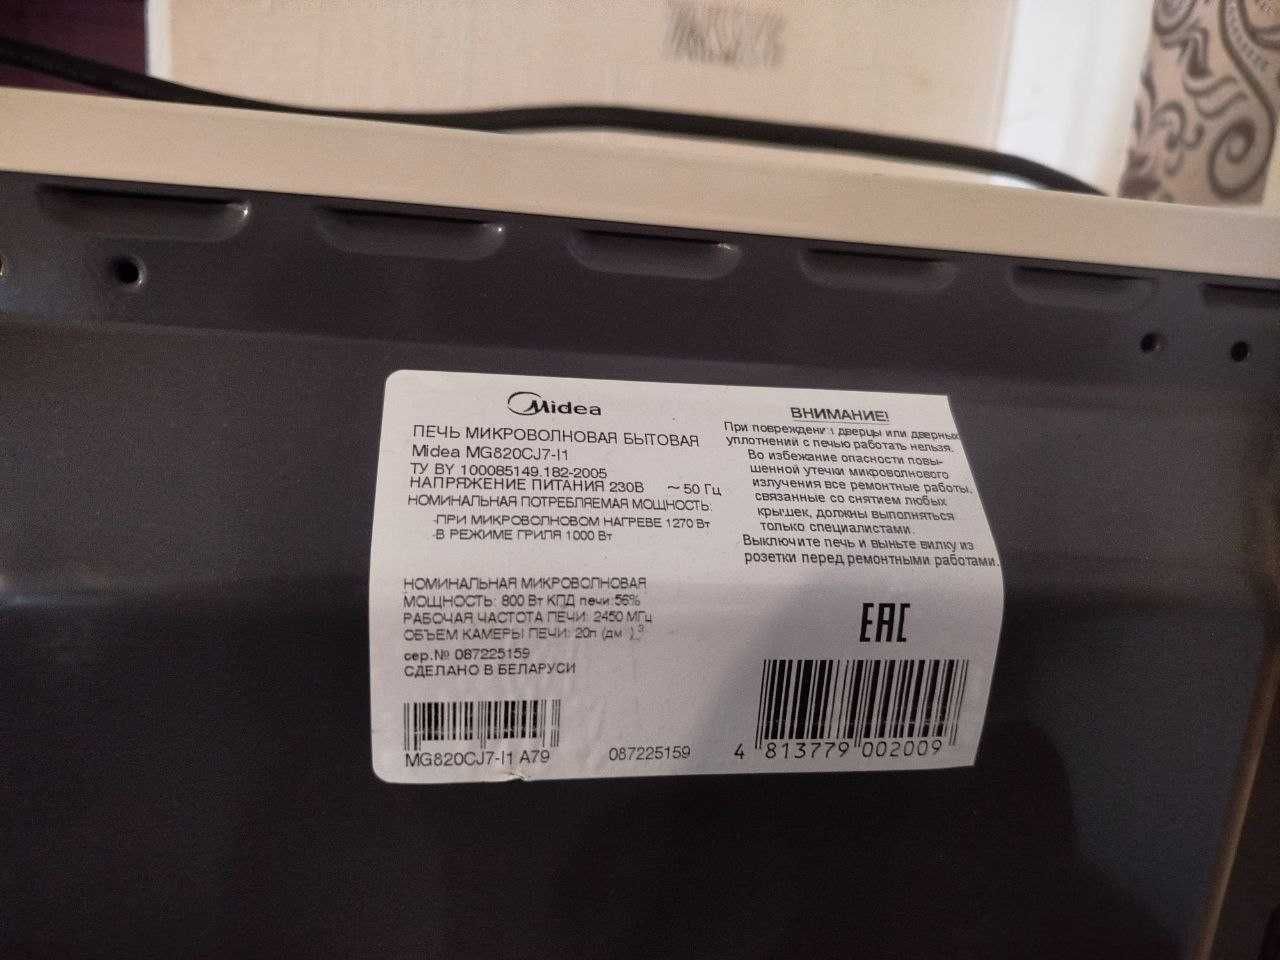 Midea
ПЕЧЬ МИКРОВОЛНОВАЯ БЫТОВАЯ
Midea MG820CJ7-I1
ТУ BY 100085149.182-2005
НАПРЯЖЕНИЕ ПИТАНИЯ 230В ~ 50 Гц
НОМИНАЛЬНАЯ ПОТРЕБЛЯЕМАЯ МОЩНОСТЬ:
-ПРИ МИКРОВОЛНОВОМ НАГРЕВЕ 1270 Вт
-В РЕЖИМЕ ГРИЛЯ 1000 Вт
НОМИНАЛЬНАЯ МИКРОВОЛНОВАЯ
МОЩНОСТЬ: 800 Вт КПД печи:56%
РАБОЧАЯ ЧАСТОТА ПЕЧИ: 2450 МГц
ОБЪЕМ КАМЕРЫ ПЕЧИ: 20л (дм )³
сер.№ 087225159
СДЕЛАНО В БЕЛАРУСИ
MG820CJ7-I1 A79
087225159
ВНИМАНИЕ!
При повреждении дверцы или дверных
уплотнений с печью работать нельзя.
Во избежание опасности повы-
шенной утечки микроволнового
излучения все ремонтные работы,
связанные со снятием любых
крышек, должны выполняться
только специалистами.
Выключите печь и выньте вилку из
розетки перед ремонтными работами.
EAC
4 813779 002009